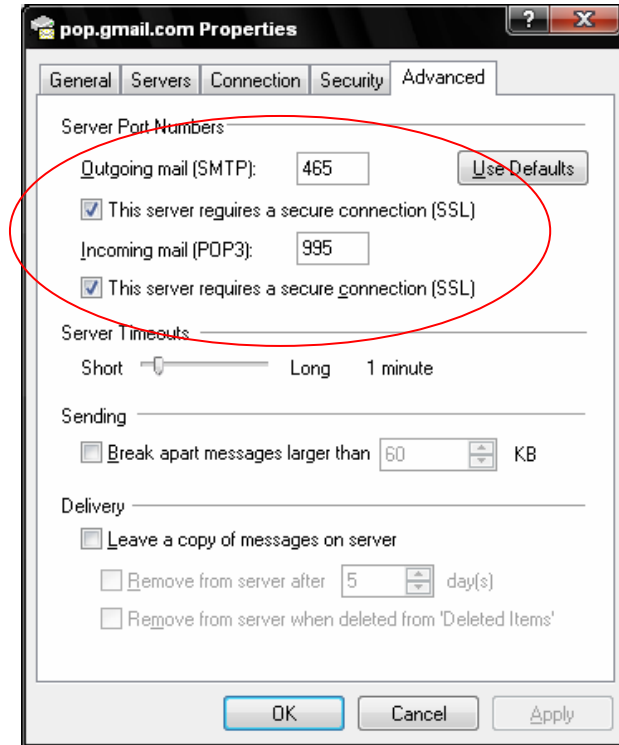 pop.gmail.com Properties
General Servers Connection Security Advanced
Server Port Numbers
Outgoing mail (SMTP): 465 Use Defaults
This server requires a secure connection (SSL)
Incoming mail (POP3): 995
This server requires a secure connection (SSL)
Server Timeouts
Short Long 1 minute
Sending
Break apart messages larger than 60 KB
Delivery
Leave a copy of messages on server
Remove from server after 5 day(s)
Remove from server when deleted from 'Deleted Items'
OK Cancel Apply